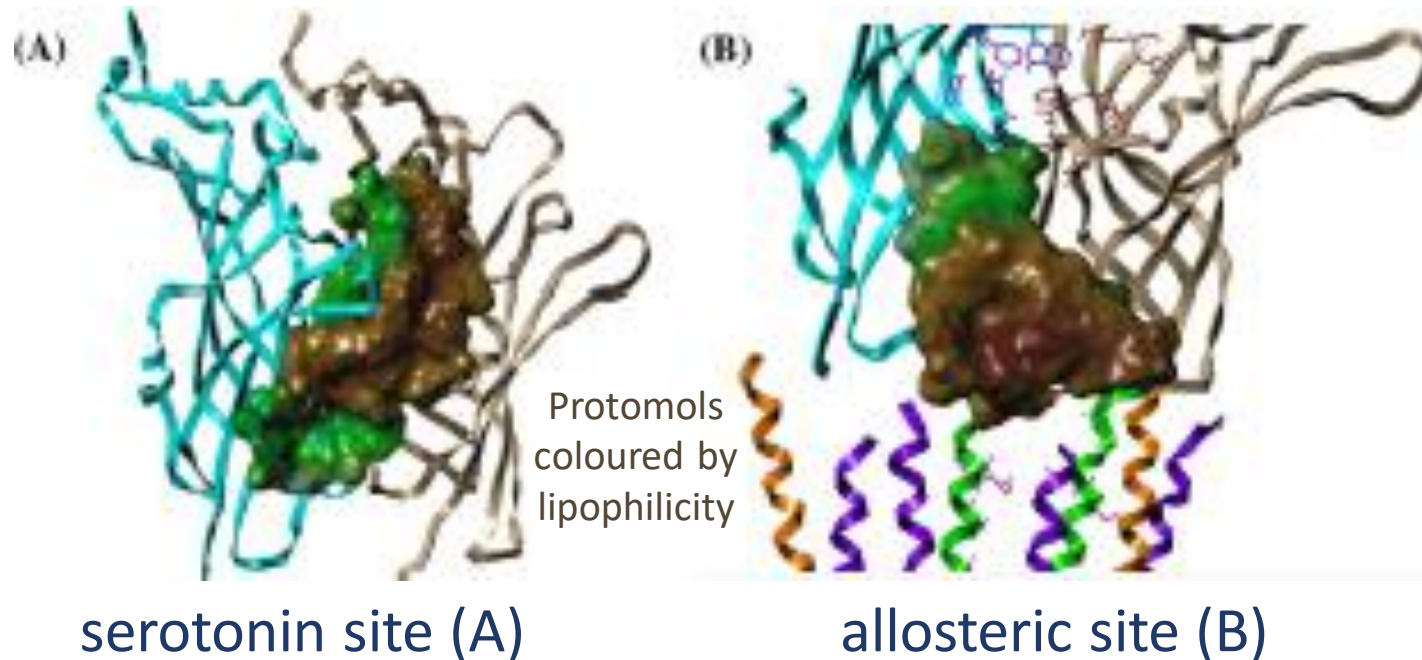 (A)
(B)
Protomols
coloured by
lipophilicity
serotonin site (A)
allosteric site (B)